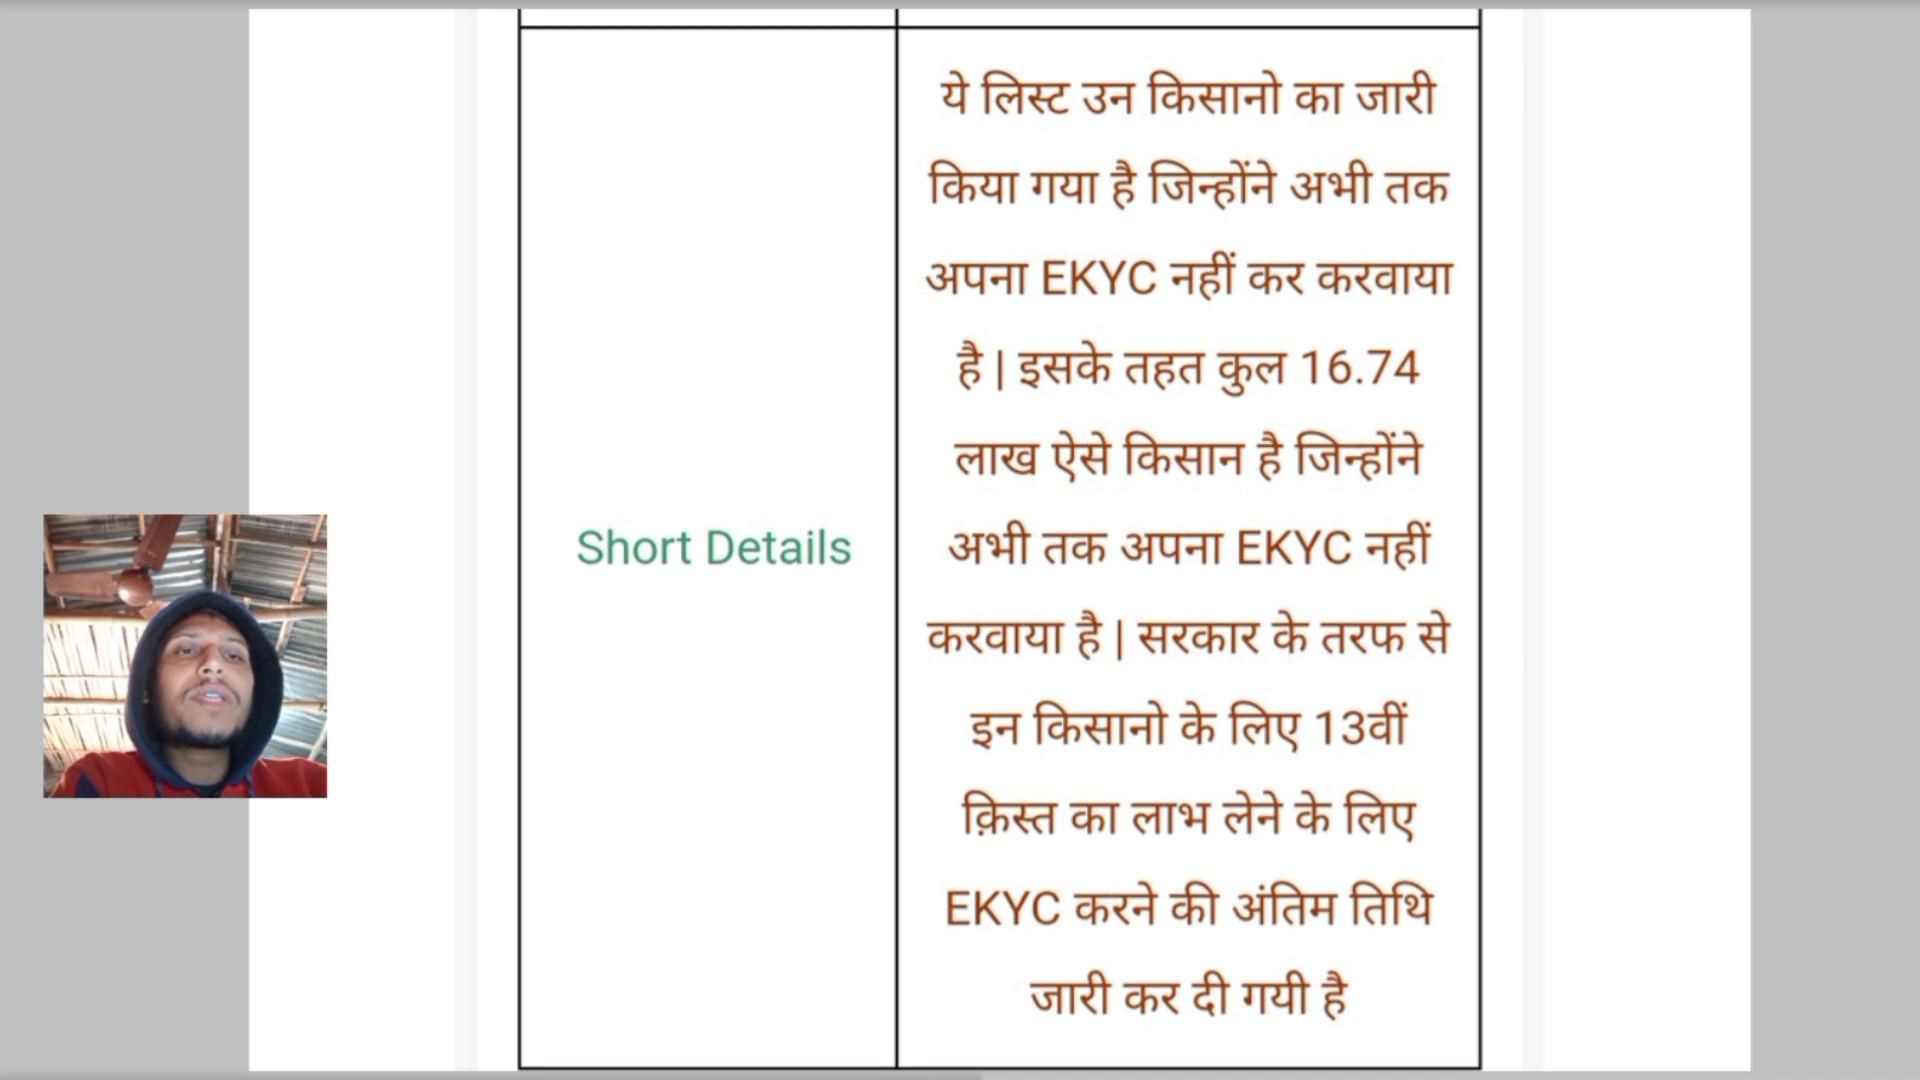 ये लिस्ट उन किसानो का जारी
किया गया है जिन्होंने अभी तक
अपना EKYC नहीं कर करवाया
है | इसके तहत कुल 16.74
लाख ऐसे किसान है जिन्होंने
Short Details
अभी तक अपना EKYC नहीं
करवाया है | सरकार के तरफ से
इन किसानो के लिए 13वीं
क़िस्त का लाभ लेने के लिए
EKYC करने की अंतिम तिथि
जारी कर दी गयी है